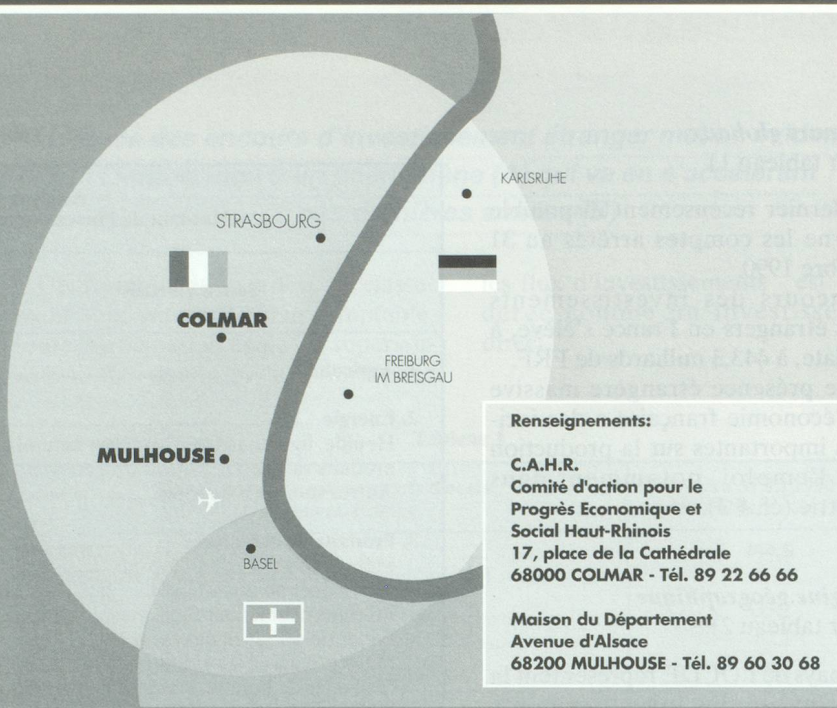 KARLSRUHE
STRASBOURG
COLMAR
FREIBURG
IM BREISGAU
MULHOUSE
BASEL
Renseignements:
C.A.H.R.
Comité d'action pour le
Progrès Economique et
Social Haut-Rhinois
17, place de la Cathédrale
68000 COLMAR - Tél. 89 22 66 66
Maison du Département
Avenue d'Alsace
68200 MULHOUSE - Tél. 89 60 30 68